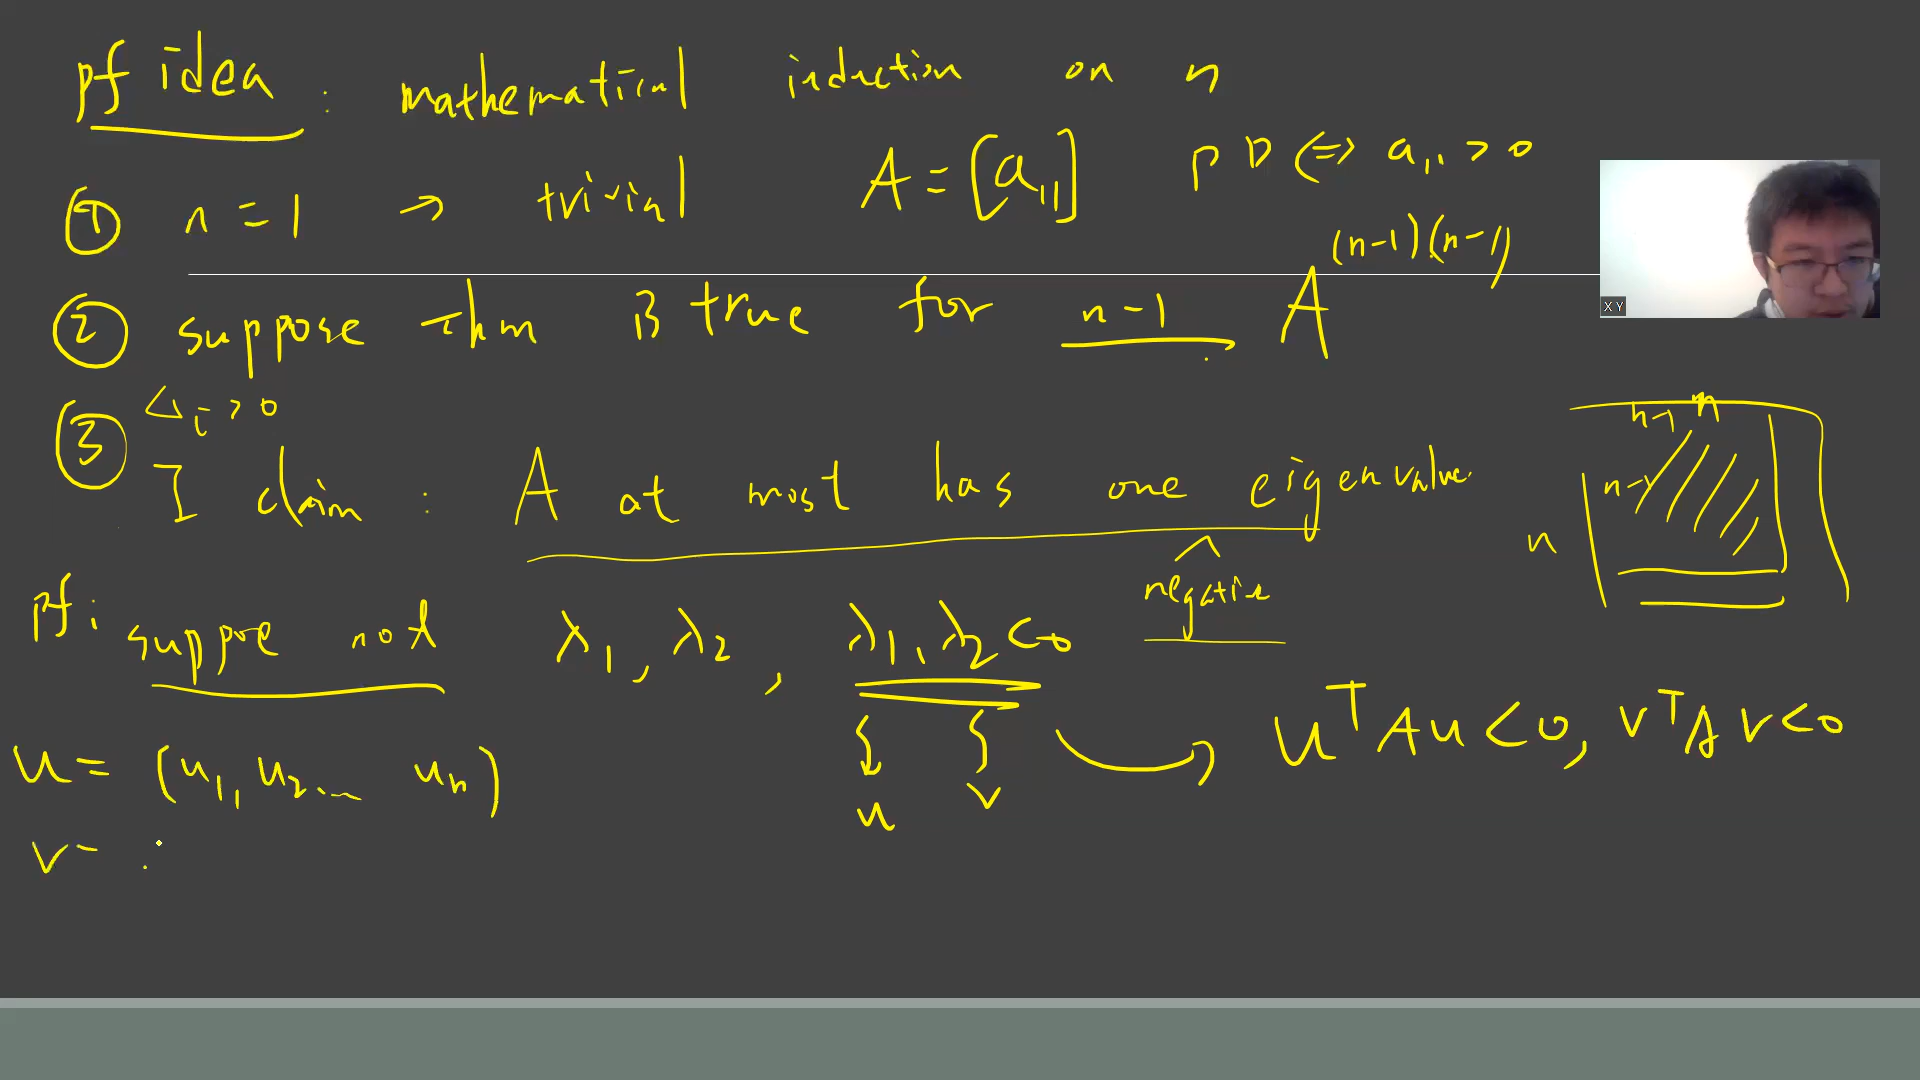 pf idea : mathematical induction on n
① n = 1 → trivial A = [a₁₁] PD ⟺ a₁₁ > 0
② suppose thm is true for n-1 A^(n-1)(n-1)
③ Δᵢ > 0
I claim : A at most has one eigenvalue.
negative
n-1 n
n-1
n
pf: suppose not λ₁, λ₂, λ₁, λ₂ < 0
u v
uᵀAu < 0, vᵀAv < 0
u = (u₁, u₂ ... uₙ)
v =
X Y